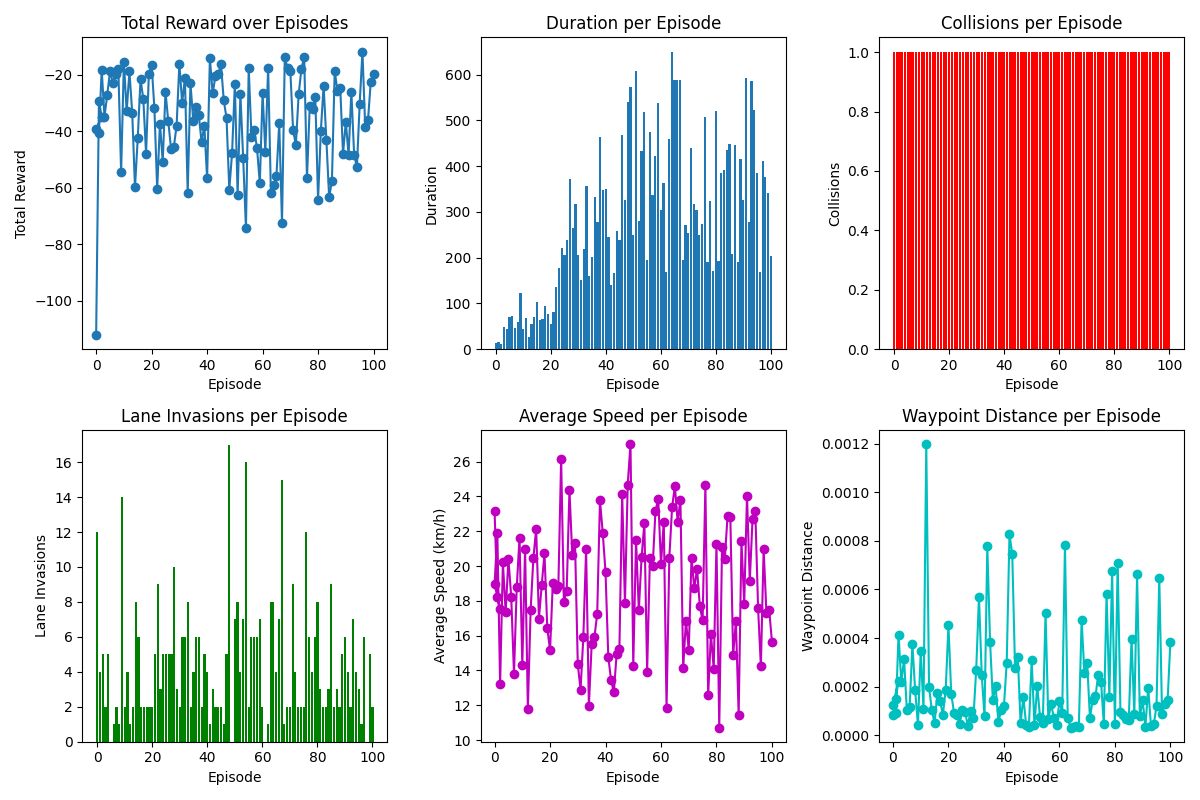 Total Reward over Episodes
Total Reward
−20
−40
−60
−80
−100
0 20 40 60 80 100
Episode
Duration per Episode
Duration
600
500
400
300
200
100
0
0 20 40 60 80 100
Episode
Collisions per Episode
Collisions
1.0
0.8
0.6
0.4
0.2
0.0
0 20 40 60 80 100
Episode
Lane Invasions per Episode
Lane Invasions
16
14
12
10
8
6
4
2
0
0 20 40 60 80 100
Episode
Average Speed per Episode
Average Speed (km/h)
26
24
22
20
18
16
14
12
10
0 20 40 60 80 100
Episode
Waypoint Distance per Episode
Waypoint Distance
0.0012
0.0010
0.0008
0.0006
0.0004
0.0002
0.0000
0 20 40 60 80 100
Episode